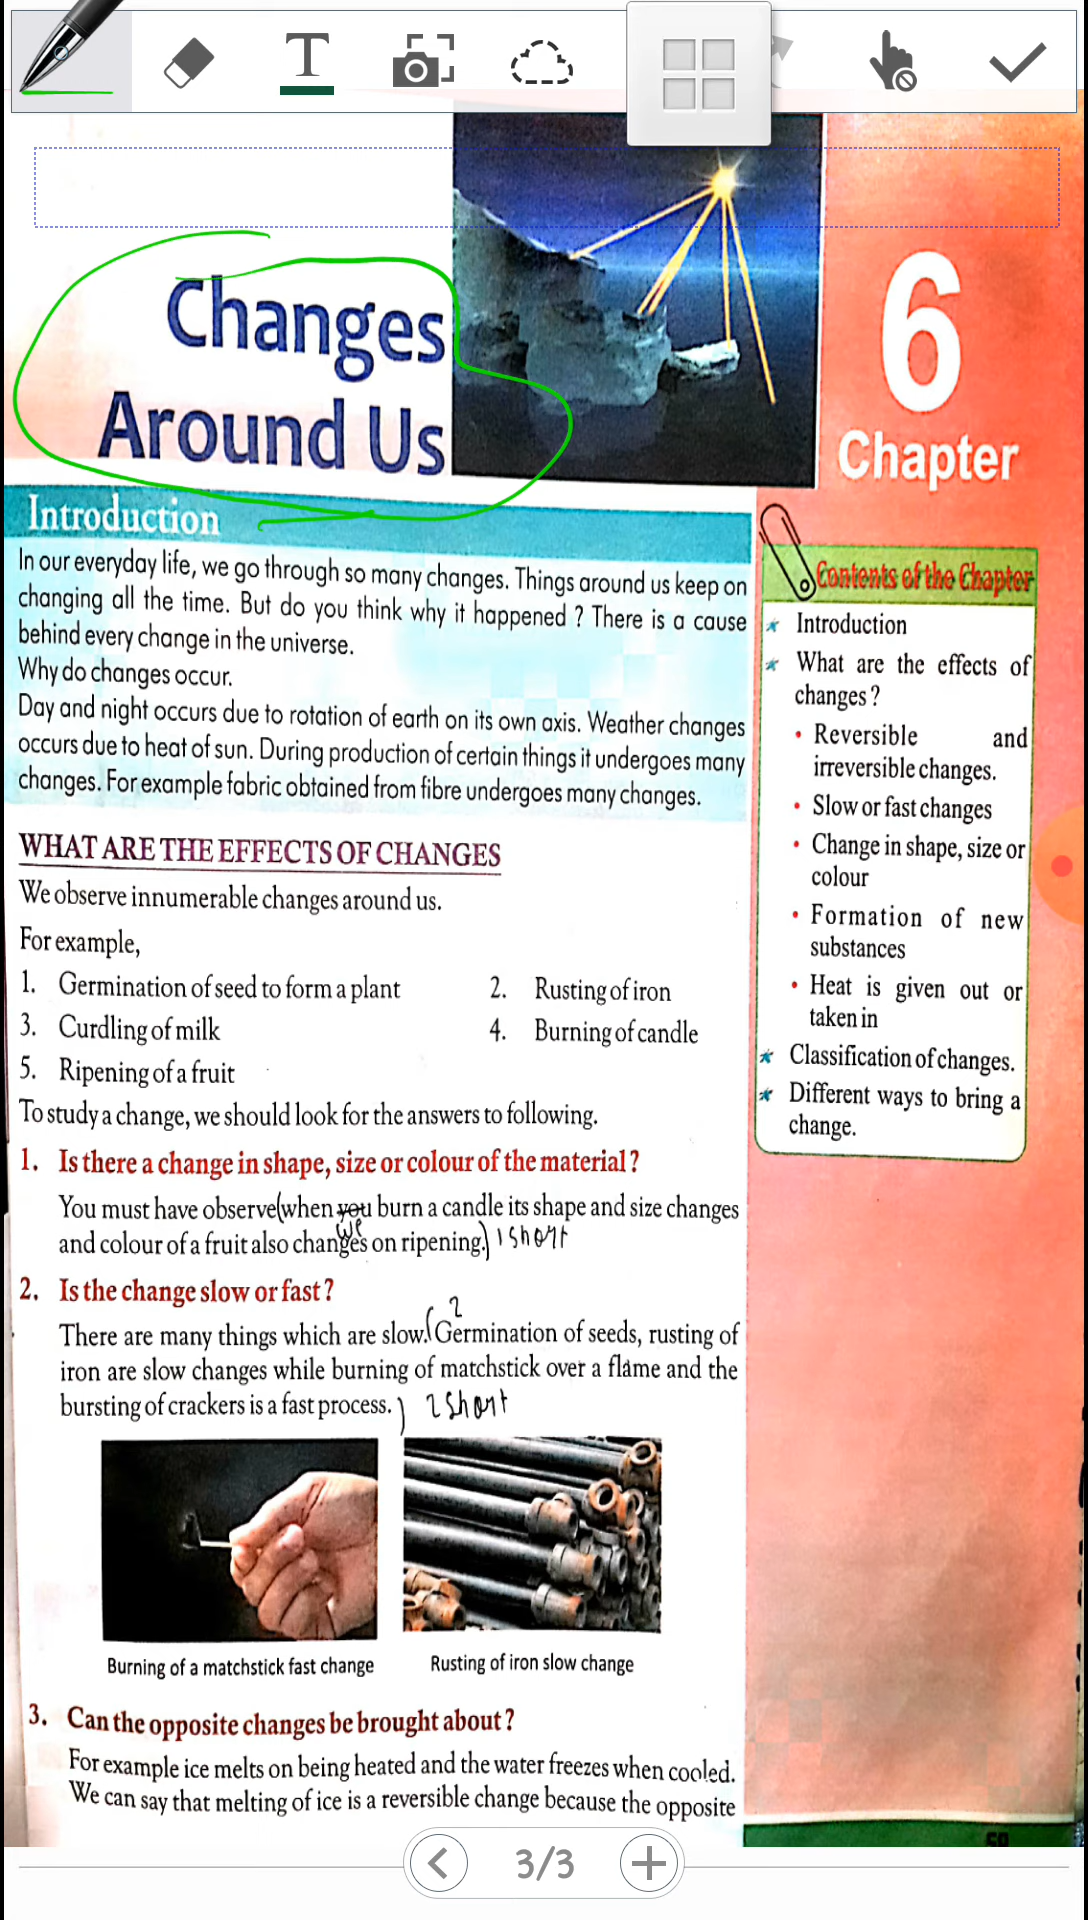 T
Changes
Around Us
6
Chapter
Introduction
In our everyday life, we go through so many changes. Things around us keep on
changing all the time. But do you think why it happened ? There is a cause
behind every change in the universe.
Why do changes occur.
Day and night occurs due to rotation of earth on its own axis. Weather changes
occurs due to heat of sun. During production of certain things it undergoes many
changes. For example fabric obtained from fibre undergoes many changes.
WHAT ARE THE EFFECTS OF CHANGES
We observe innumerable changes around us.
For example,
1. Germination of seed to form a plant
2. Rusting of iron
3. Curdling of milk
4. Burning of candle
5. Ripening of a fruit
To study a change, we should look for the answers to following.
1. Is there a change in shape, size or colour of the material ?
You must have observe(when you burn a candle its shape and size changes
we
and colour of a fruit also changes on ripening.) 1 short
2. Is the change slow or fast ?
2
There are many things which are slow.(Germination of seeds, rusting of
iron are slow changes while burning of matchstick over a flame and the
bursting of crackers is a fast process.) 2 short
Burning of a matchstick fast change
Rusting of iron slow change
3. Can the opposite changes be brought about ?
For example ice melts on being heated and the water freezes when cooled.
We can say that melting of ice is a reversible change because the opposite
Contents of the Chapter
* Introduction
* What are the effects of
changes ?
• Reversible and
irreversible changes.
• Slow or fast changes
• Change in shape, size or
colour
• Formation of new
substances
• Heat is given out or
taken in
* Classification of changes.
* Different ways to bring a
change.
3/3